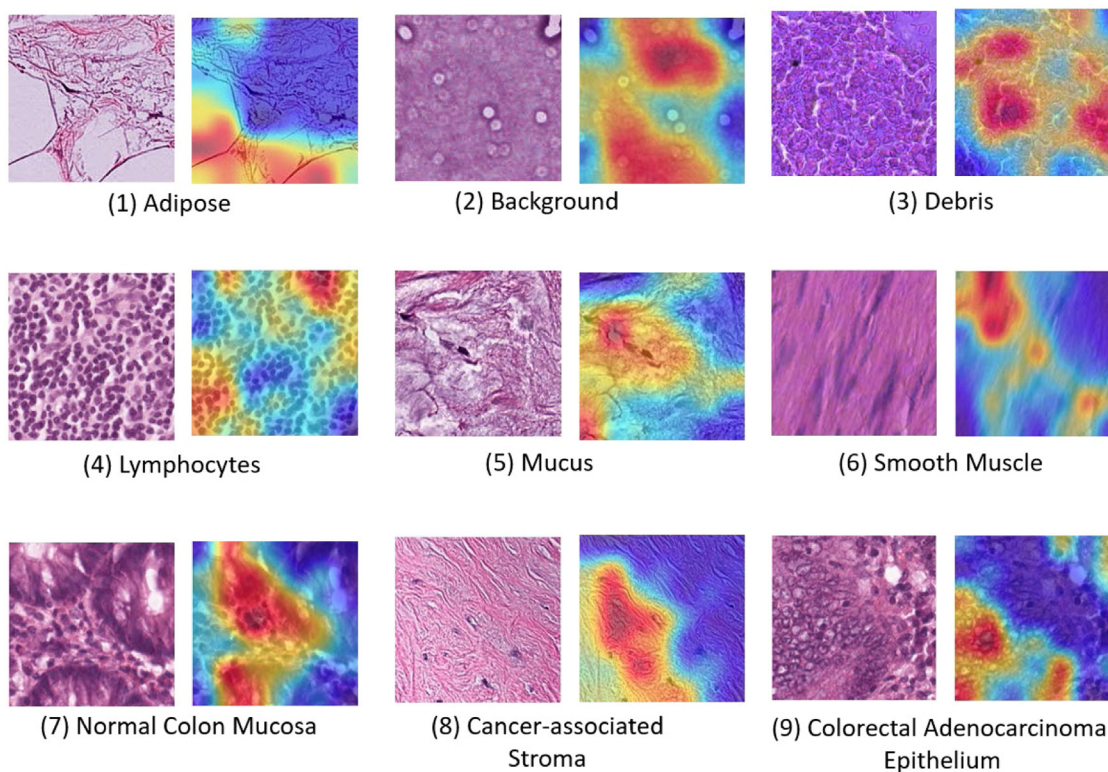 (1) Adipose
(2) Background
(3) Debris
(4) Lymphocytes
(5) Mucus
(6) Smooth Muscle
(7) Normal Colon Mucosa
(8) Cancer-associated
Stroma
(9) Colorectal Adenocarcinoma
Epithelium